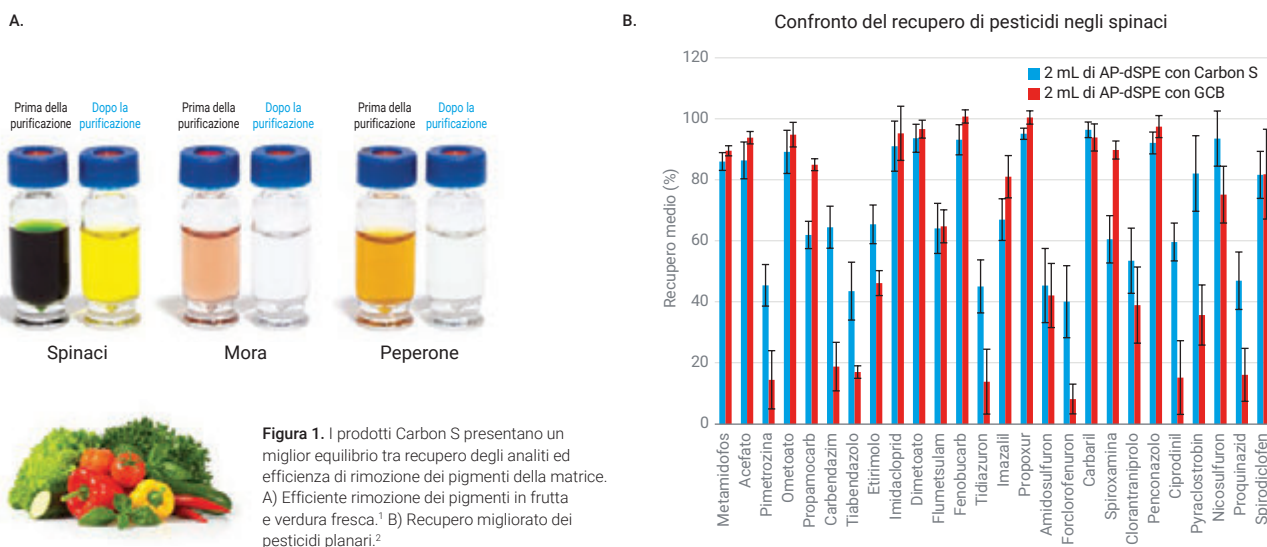 A.
Prima della
purificazione
Dopo la
purificazione
Prima della
purificazione
Dopo la
purificazione
Prima della
purificazione
Dopo la
purificazione
Spinaci
Mora
Peperone
Figura 1. I prodotti Carbon S presentano un
miglior equilibrio tra recupero degli analiti ed
efficienza di rimozione dei pigmenti della matrice.
A) Efficiente rimozione dei pigmenti in frutta
e verdura fresca.¹ B) Recupero migliorato dei
pesticidi planari.²
B.
Confronto del recupero di pesticidi negli spinaci
2 mL di AP-dSPE con Carbon S
2 mL di AP-dSPE con GCB
Recupero medio (%)
120
100
80
60
40
20
0
Metamidofos
Acefato
Pimetrozina
Ometoato
Propamocarb
Carbendazim
Tiabendazolo
Etirimolo
Imidacloprid
Dimetoato
Flumetsulam
Fenobucarb
Tidiazuron
Imazalil
Propoxur
Amidosulfuron
Forclorofenuron
Carbaril
Spiroxamina
Clorantraniprolo
Penconazolo
Ciprodinil
Pyraclostrobin
Nicosulfuron
Proquinazid
Spirodiclofen